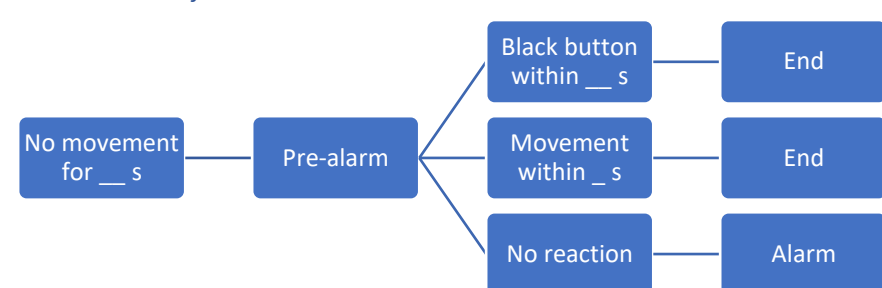 No movement
for __ s
Pre-alarm
Black button
within __ s
End
Movement
within _ s
End
No reaction
Alarm